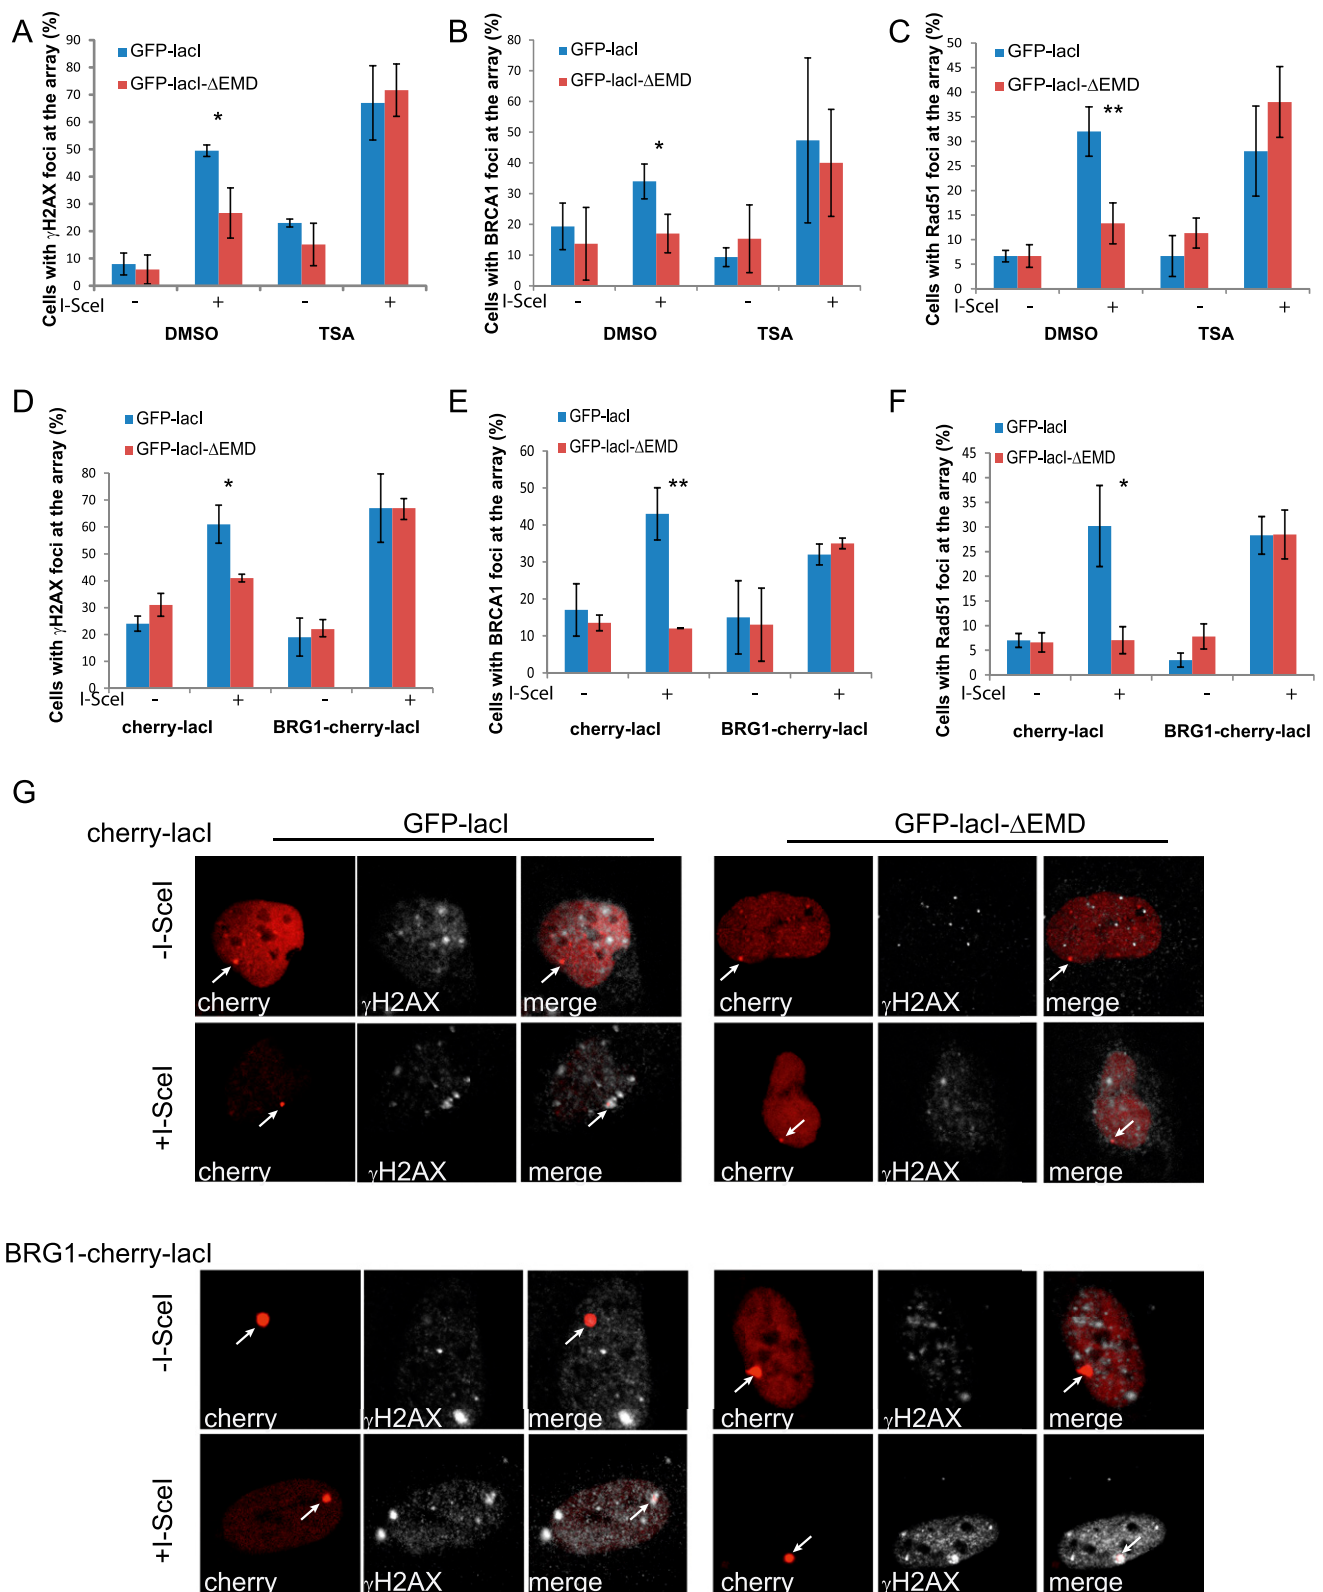 A
Cells with γH2AX foci at the array (%)
GFP-lacI
GFP-lacI-ΔEMD
90
80
70
60
50
40
30
20
10
0
*
I-SceI - + - +
DMSO TSA
B
Cells with BRCA1 foci at the array (%)
GFP-lacI
GFP-lacI-ΔEMD
80
70
60
50
40
30
20
10
0
*
I-SceI - + - +
DMSO TSA
C
Cells with Rad51 foci at the array (%)
GFP-lacI
GFP-lacI-ΔEMD
50
45
40
35
30
25
20
15
10
5
0
**
I-SceI - + - +
DMSO TSA
D
Cells with γH2AX foci at the array (%)
GFP-lacI
GFP-lacI-ΔEMD
80
70
60
50
40
30
20
10
0
*
I-SceI - + - +
cherry-lacI BRG1-cherry-lacI
E
Cells with BRCA1 foci at the array (%)
GFP-lacI
GFP-lacI-ΔEMD
60
50
40
30
20
10
0
**
I-SceI - + - +
cherry-lacI BRG1-cherry-lacI
F
Cells with Rad51 foci at the array (%)
GFP-lacI
GFP-lacI-ΔEMD
45
40
35
30
25
20
15
10
5
0
*
I-SceI - + - +
cherry-lacI BRG1-cherry-lacI
G
cherry-lacI GFP-lacI GFP-lacI-ΔEMD
-I-SceI
cherry γH2AX merge cherry γH2AX merge
+I-SceI
cherry γH2AX merge cherry γH2AX merge
BRG1-cherry-lacI
-I-SceI
cherry γH2AX merge cherry γH2AX merge
+I-SceI
cherry γH2AX merge cherry γH2AX merge